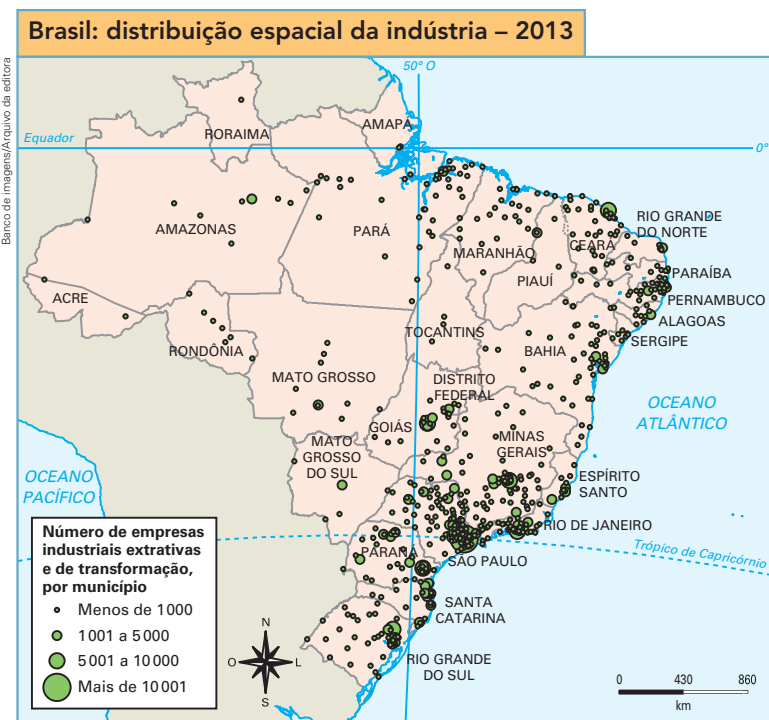 Brasil: distribuição espacial da indústria – 2013
Banco de imagens/Arquivo da editora
50° O
Equador
0°
RORAIMA
AMAPÁ
AMAZONAS
PARÁ
MARANHÃO
CEARÁ
RIO GRANDE
DO NORTE
PARAÍBA
PERNAMBUCO
ALAGOAS
SERGIPE
PIAUÍ
ACRE
RONDÔNIA
TOCANTINS
BAHIA
MATO GROSSO
DISTRITO
FEDERAL
GOIÁS
MINAS
GERAIS
MATO
GROSSO
DO SUL
ESPÍRITO
SANTO
RIO DE JANEIRO
SÃO PAULO
PARANÁ
SANTA
CATARINA
RIO GRANDE
DO SUL
OCEANO
ATLÂNTICO
OCEANO
PACÍFICO
Trópico de Capricórnio
Número de empresas
industriais extrativas
e de transformação,
por município
Menos de 1 000
1 001 a 5 000
5 001 a 10 000
Mais de 10 001
N
O
L
S
0 430 860
km